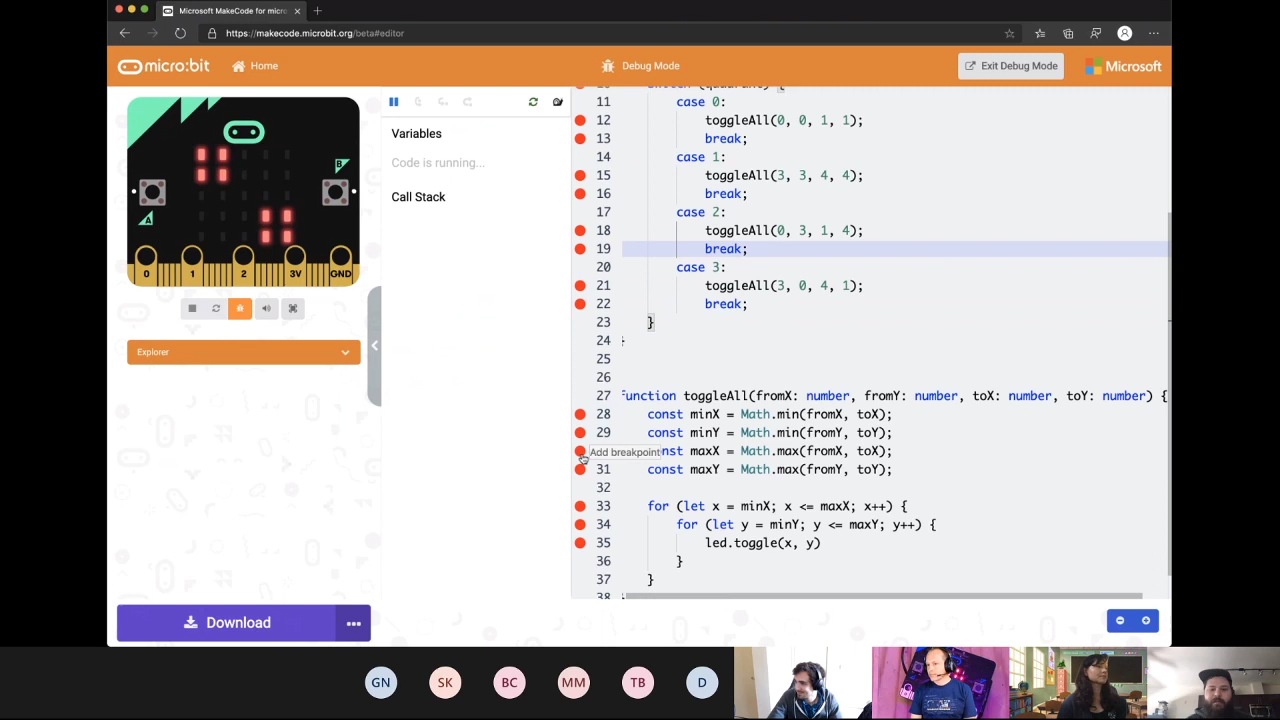 Microsoft MakeCode for micro:
https://makecode.microbit.org/beta#editor
micro:bit
Home
Debug Mode
Exit Debug Mode
Microsoft
A
B
0 1 2 3V GND
Explorer
Download
Variables
Code is running...
Call Stack
11 case 0:
12 toggleAll(0, 0, 1, 1);
13 break;
14 case 1:
15 toggleAll(3, 3, 4, 4);
16 break;
17 case 2:
18 toggleAll(0, 3, 1, 4);
19 break;
20 case 3:
21 toggleAll(3, 0, 4, 1);
22 break;
23 }
24
25
26
27 function toggleAll(fromX: number, fromY: number, toX: number, toY: number) {
28 const minX = Math.min(fromX, toX);
29 const minY = Math.min(fromY, toY);
Add breakpoint nst maxX = Math.max(fromX, toX);
31 const maxY = Math.max(fromY, toY);
32
33 for (let x = minX; x <= maxX; x++) {
34 for (let y = minY; y <= maxY; y++) {
35 led.toggle(x, y)
36 }
37 }
38
GN SK BC MM TB D